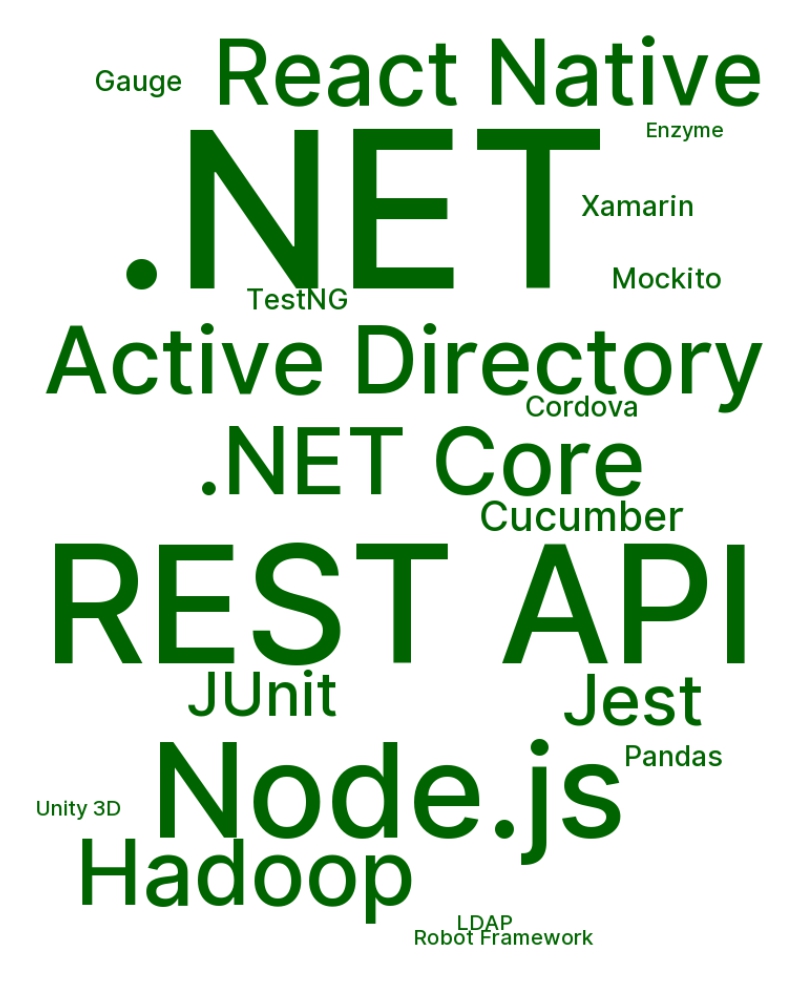 React Native
Gauge
Enzyme
.NET
Xamarin
Mockito
TestNG
Active Directory
Cordova
.NET Core
Cucumber
REST API
JUnit
Jest
Node.js
Pandas
Unity 3D
Hadoop
LDAP
Robot Framework